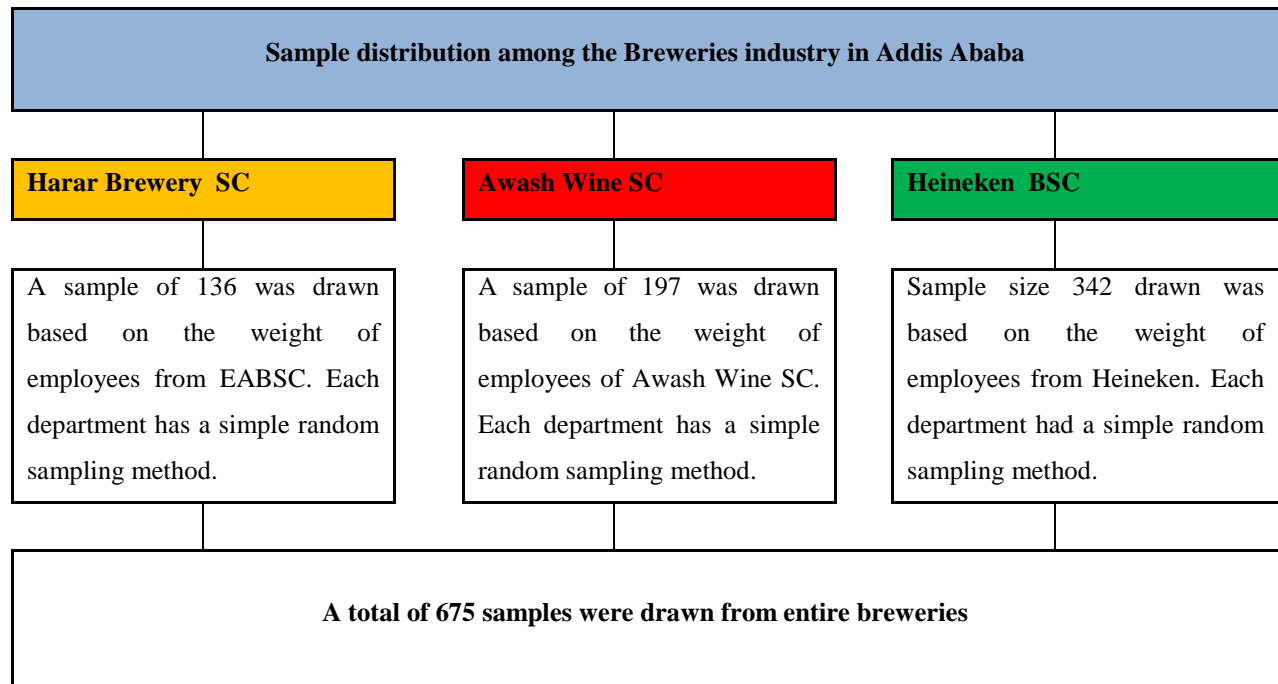 Sample distribution among the Breweries industry in Addis Ababa
Harar Brewery  SC
Awash Wine SC
Heineken  BSC
A sample of 136 was drawn
based on the weight of
employees from EABSC. Each
department has a simple random
sampling method.
A sample of 197 was drawn
based on the weight of
employees of Awash Wine SC.
Each department has a simple
random sampling method.
Sample size 342 drawn was
based on the weight of
employees from Heineken. Each
department had a simple random
sampling method.
A total of 675 samples were drawn from entire breweries